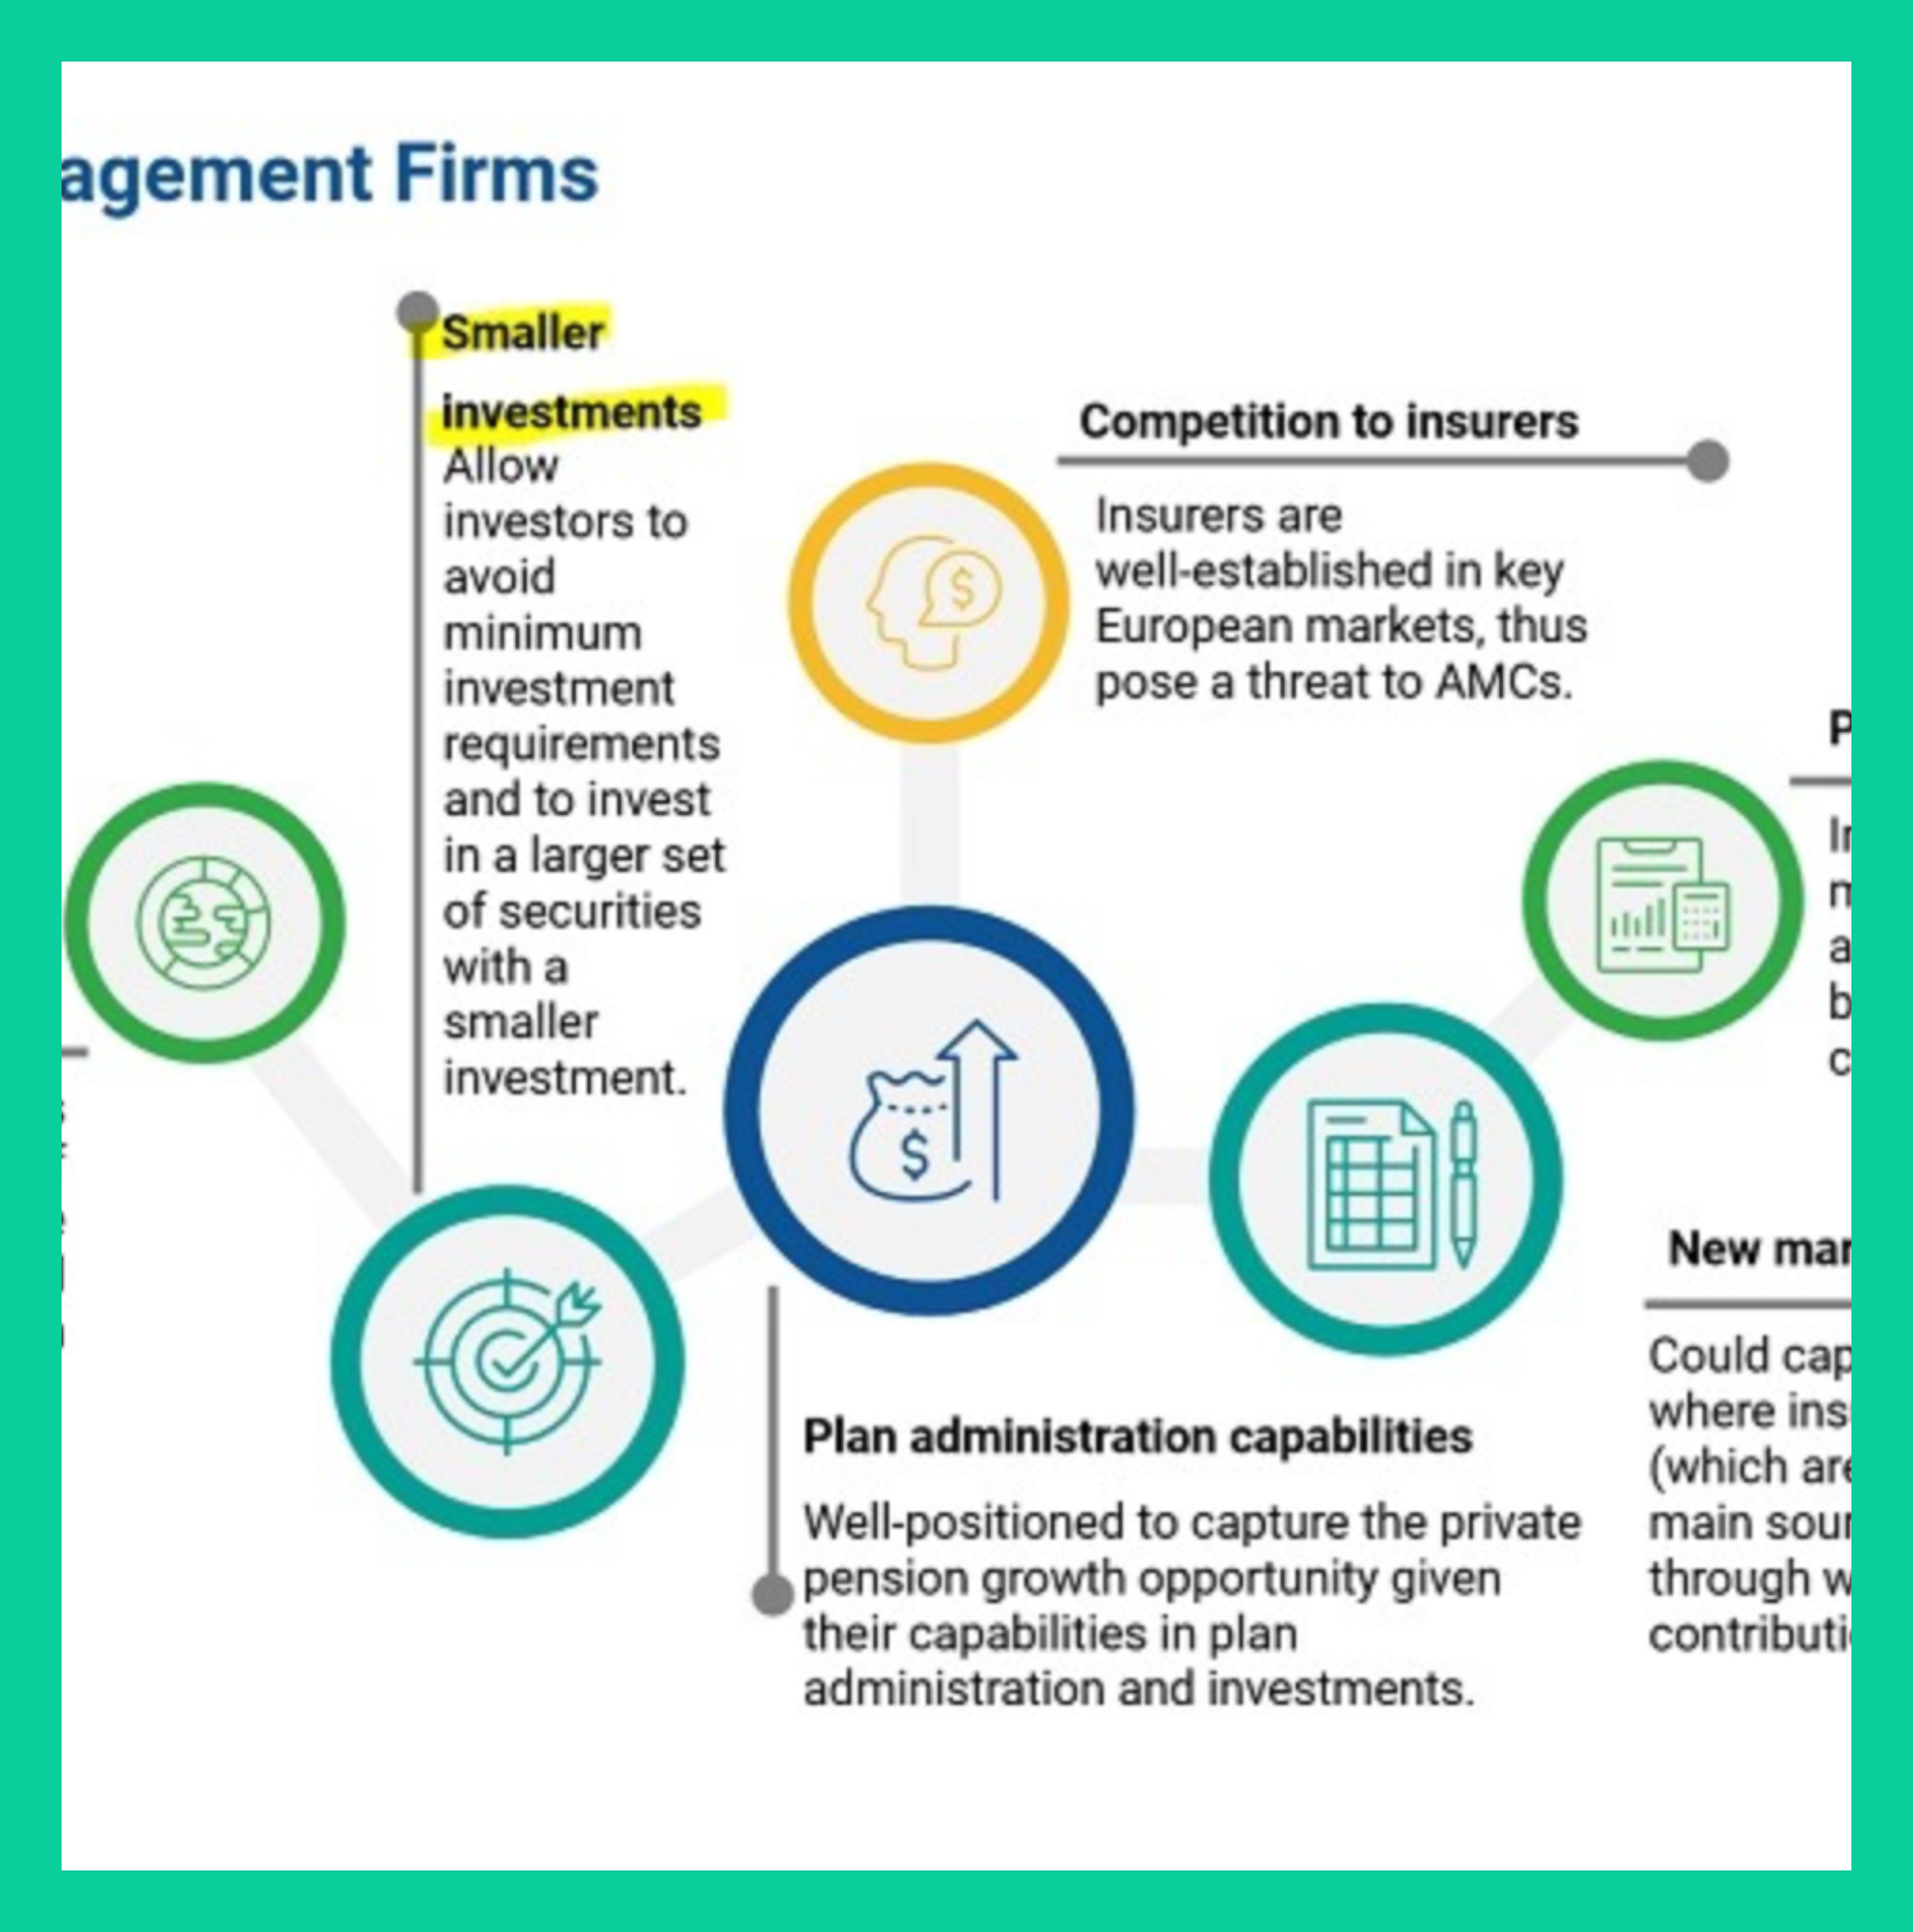 agement Firms
Smaller
investments
Allow
investors to
avoid
minimum
investment
requirements
and to invest
in a larger set
of securities
with a
smaller
investment.
Competition to insurers
Insurers are
well-established in key
European markets, thus
pose a threat to AMCs.
$
$
Plan administration capabilities
Well-positioned to capture the private
pension growth opportunity given
their capabilities in plan
administration and investments.
P
In
m
a
b
c
New mar
Could cap
where ins
(which are
main sour
through w
contributi